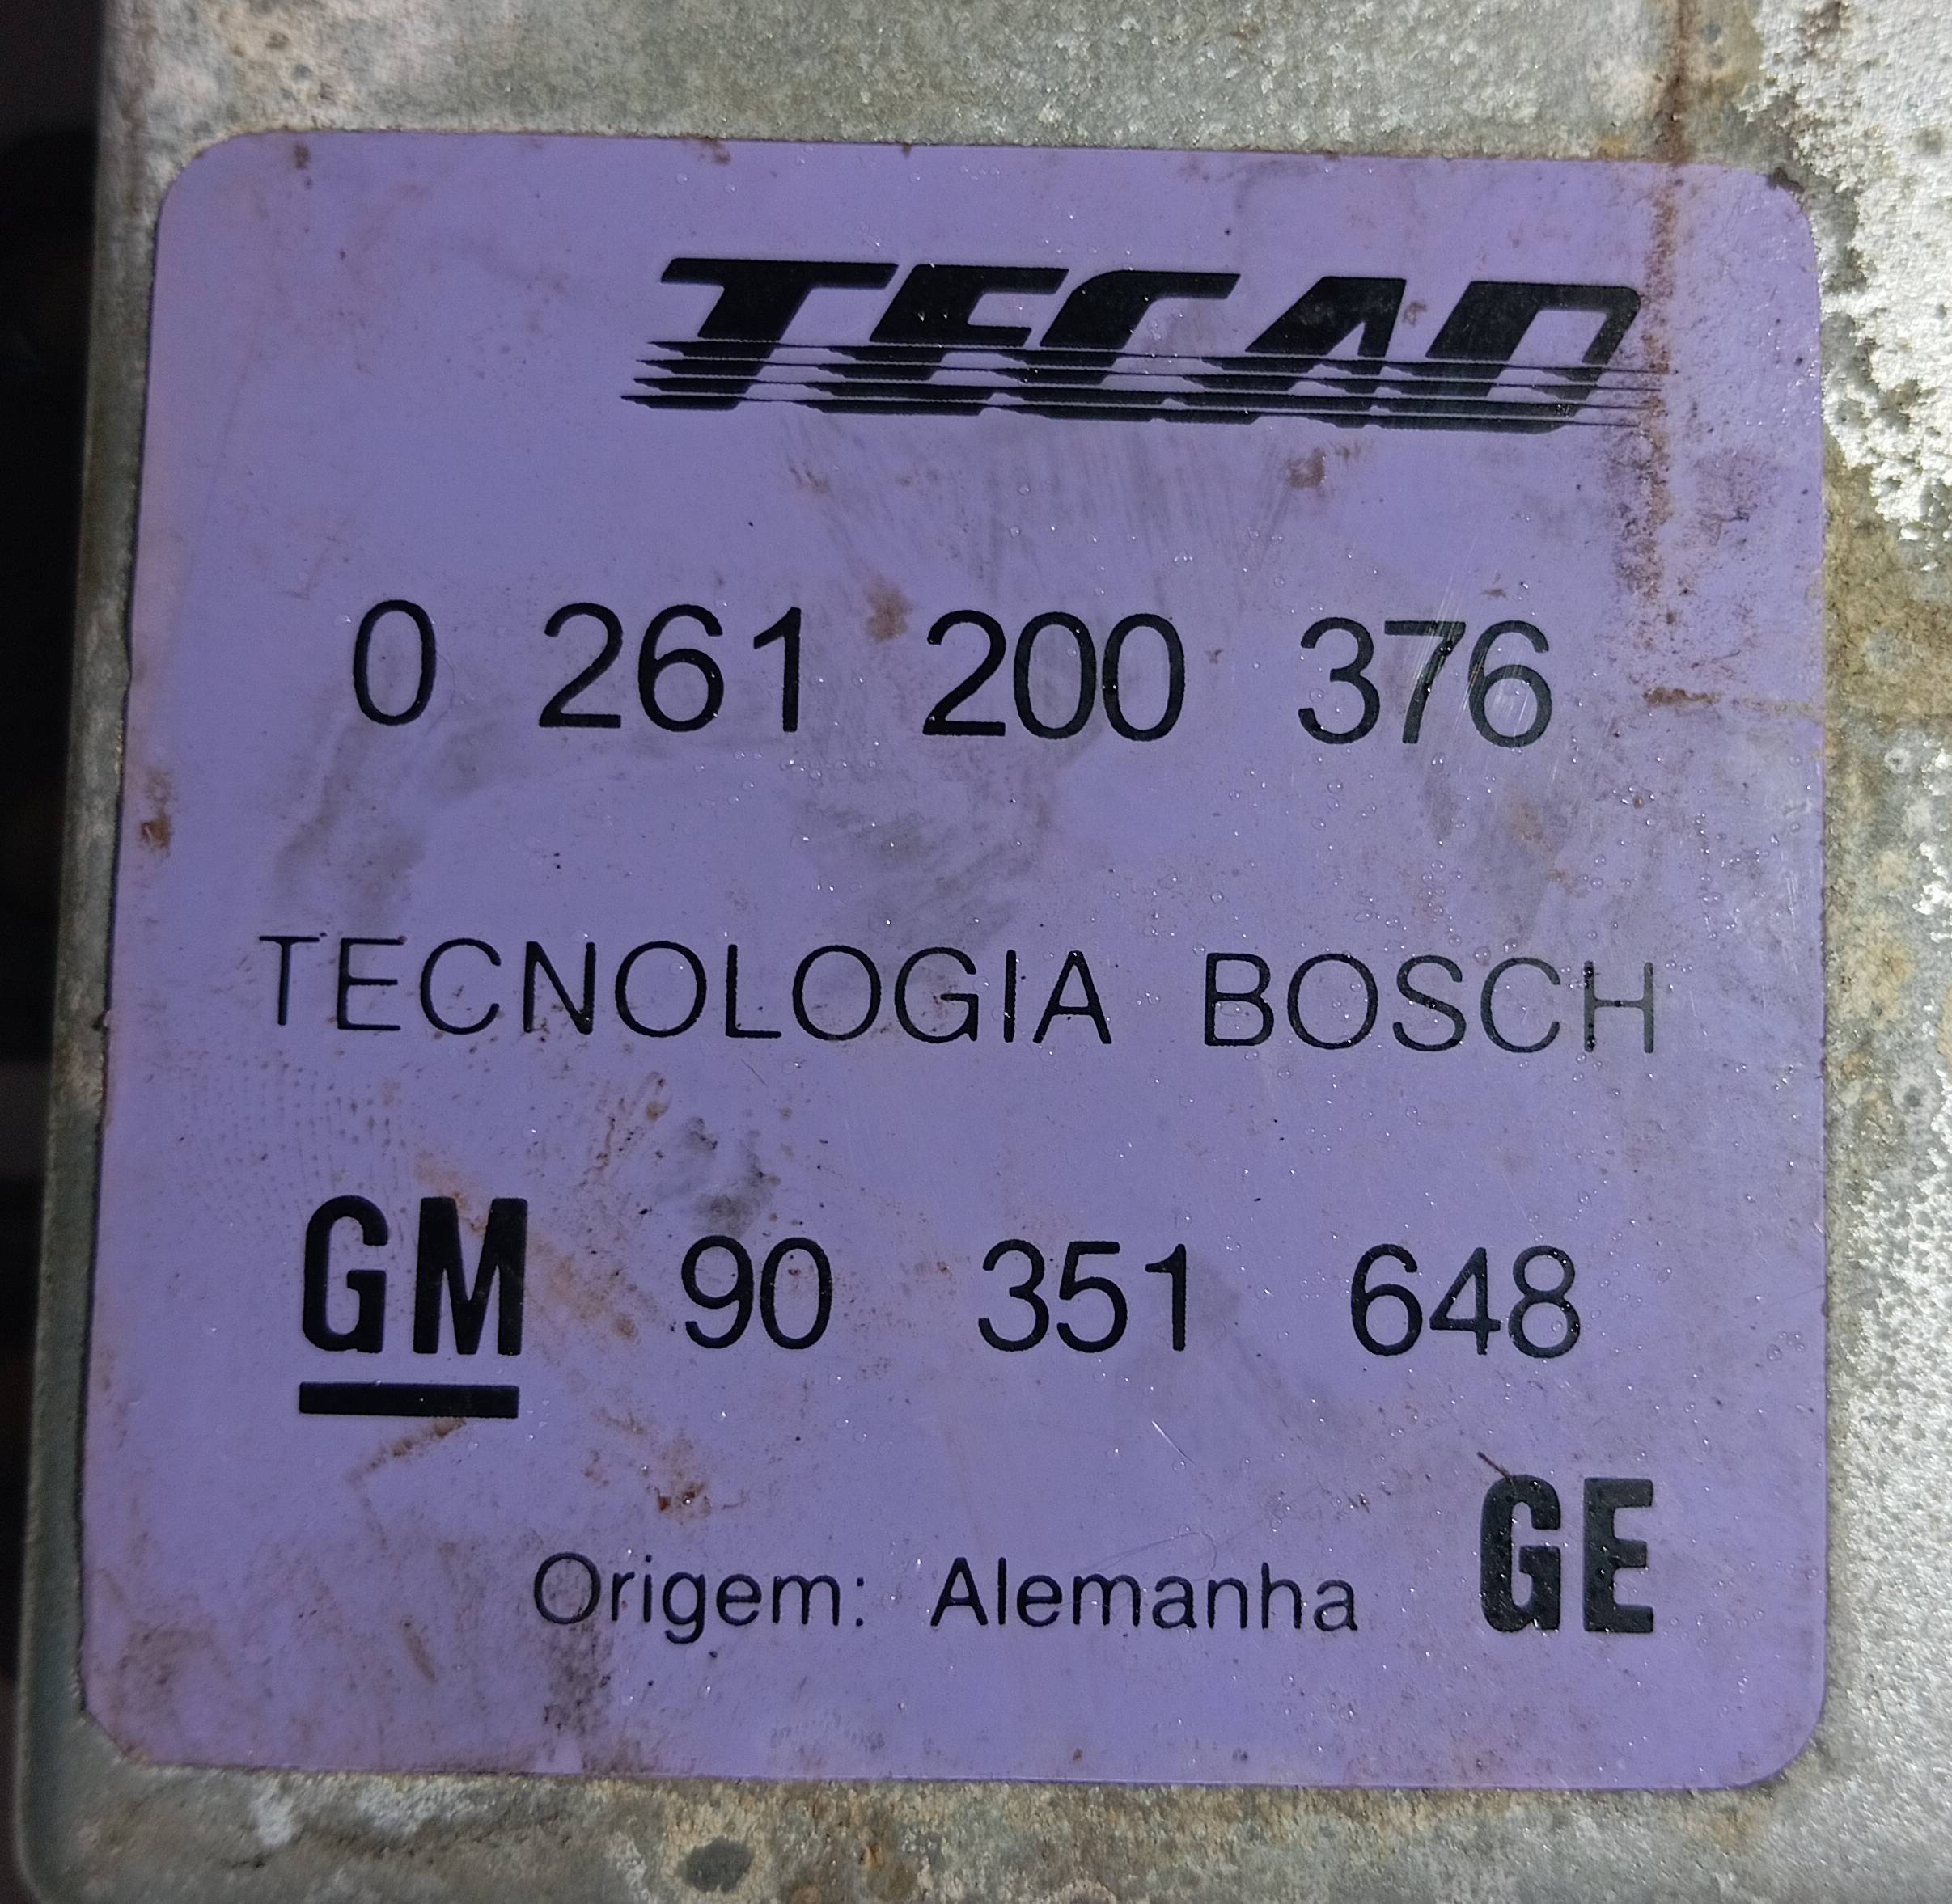 TECAD
0 261 200 376
TECNOLOGIA BOSCH
GM 90 351 648
GE
Origem: Alemanha